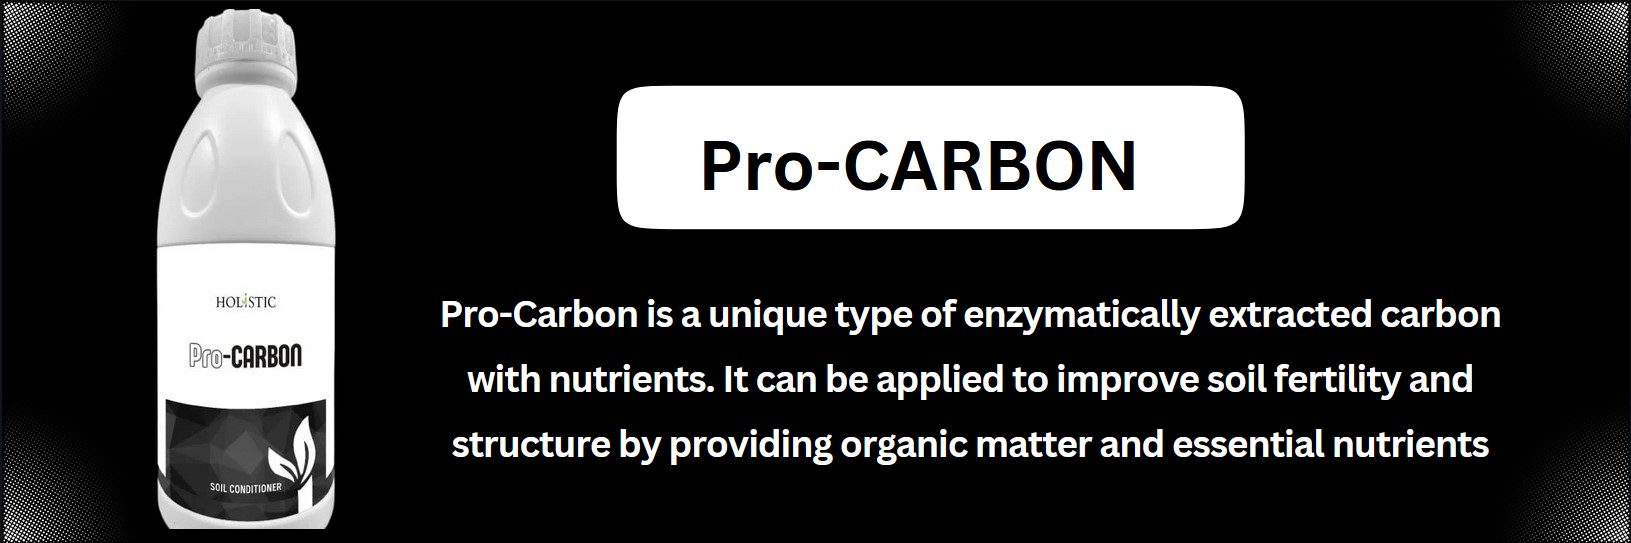 HOLiSTIC
Pro-CARBON
SOIL CONDITIONER
Pro-CARBON
Pro-Carbon is a unique type of enzymatically extracted carbon
with nutrients. It can be applied to improve soil fertility and
structure by providing organic matter and essential nutrients